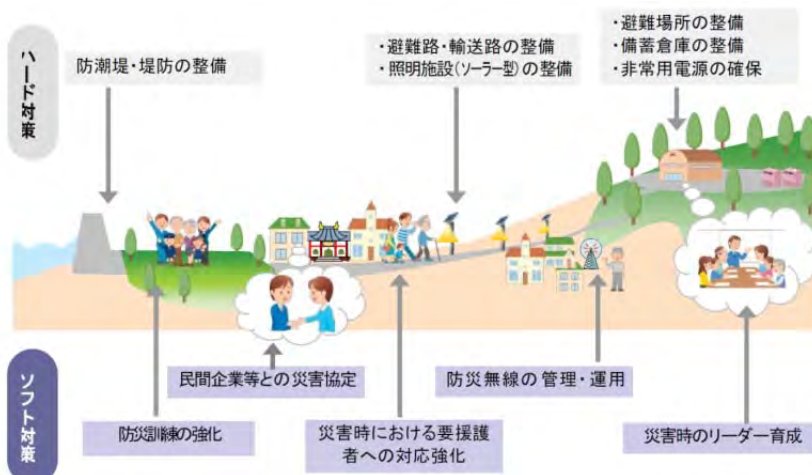 ハード対策
防潮堤・堤防の整備
・避難路・輸送路の整備
・照明施設(ソーラー型)の整備
・避難場所の整備
・備蓄倉庫の整備
・非常用電源の確保
ソフト対策
防災訓練の強化
民間企業等との災害協定
災害時における要援護
者への対応強化
防災無線の管理・運用
災害時のリーダー育成